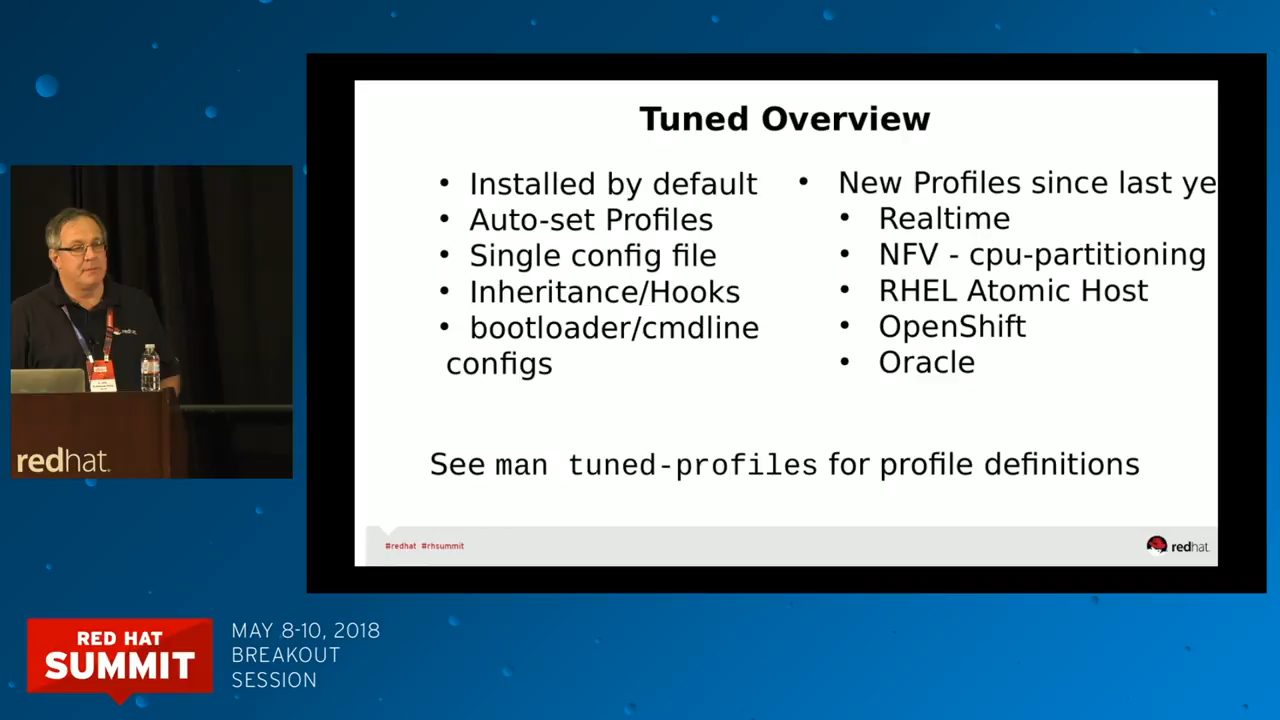 Tuned Overview
• Installed by default
• Auto-set Profiles
• Single config file
• Inheritance/Hooks
• bootloader/cmdline
configs
• New Profiles since last ye
• Realtime
• NFV - cpu-partitioning
• RHEL Atomic Host
• OpenShift
• Oracle
See man tuned-profiles for profile definitions
#redhat #rhsummit
redhat.
redhat.
redhat.
RED HAT
SUMMIT
MAY 8-10, 2018
BREAKOUT
SESSION